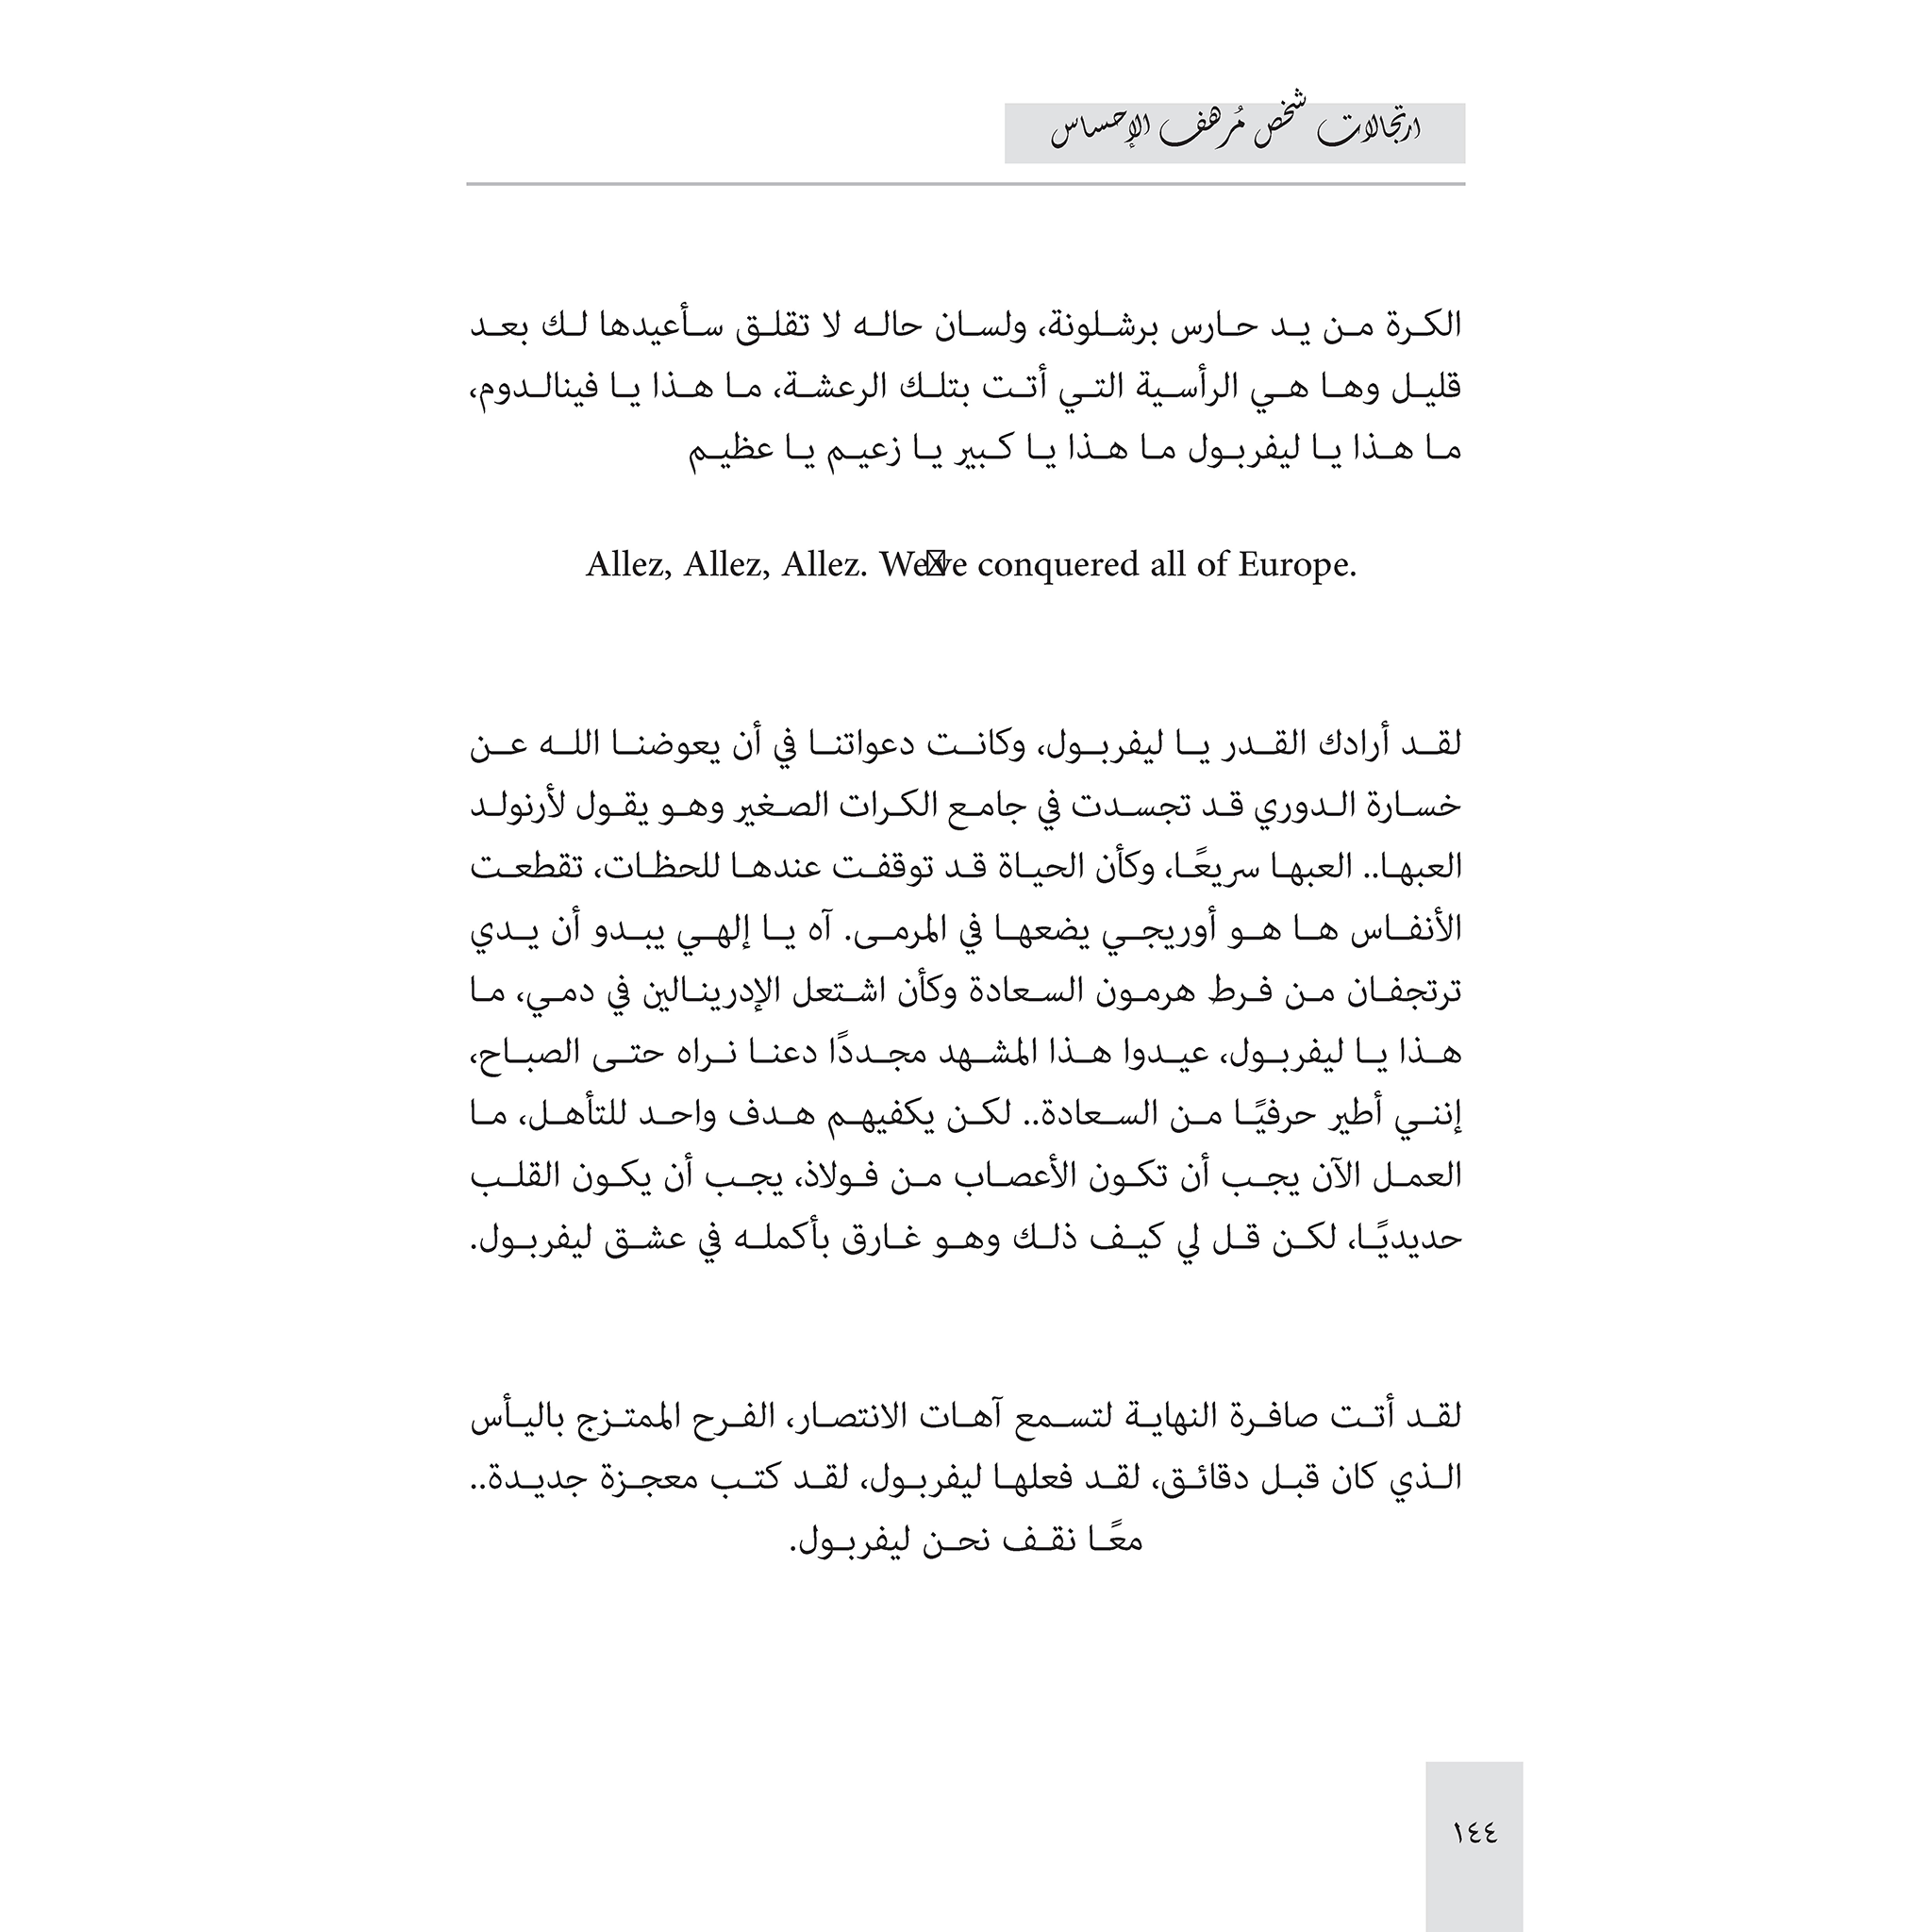 ارتجالات شخص مُرهف الإحساس
الكرة من يد حارس برشلونة، ولسان حاله لا تقلق سأعيدها لك بعد
قليل وها هي الرأسية التي أتت بتلك الرعشة، ما هذا يا فينالدوم،
ما هذا يا ليفربول ما هذا يا كبير يا زعيم يا عظيم
Allez, Allez, Allez. We've conquered all of Europe.
لقد أرادك القدر يا ليفربول، وكانت دعواتنا في أن يعوضنا الله عن
خسارة الدوري قد تجسدت في جامع الكرات الصغير وهو يقول لأرنولد
العبها.. العبها سريعًا، وكأن الحياة قد توقفت عندها للحظات، تقطعت
الأنفاس ها هو أوريجي يضعها في المرمى. آه يا إلهي يبدو أن يدي
ترتجفان من فرط هرمون السعادة وكأن اشتعل الإدرينالين في دمي، ما
هذا يا ليفربول، عيدوا هذا المشهد مجددًا دعنا نراه حتى الصباح،
إنني أطير حرفيًا من السعادة.. لكن يكفيهم هدف واحد للتأهل، ما
العمل الآن يجب أن تكون الأعصاب من فولاذ، يجب أن يكون القلب
حديديًا، لكن قل لي كيف ذلك وهو غارق بأكمله في عشق ليفربول.
لقد أتت صافرة النهاية لتسمع آهات الانتصار، الفرح الممتزج باليأس
الذي كان قبل دقائق، لقد فعلها ليفربول، لقد كتب معجزة جديدة..
معًا نقف نحن ليفربول.
١٤٤